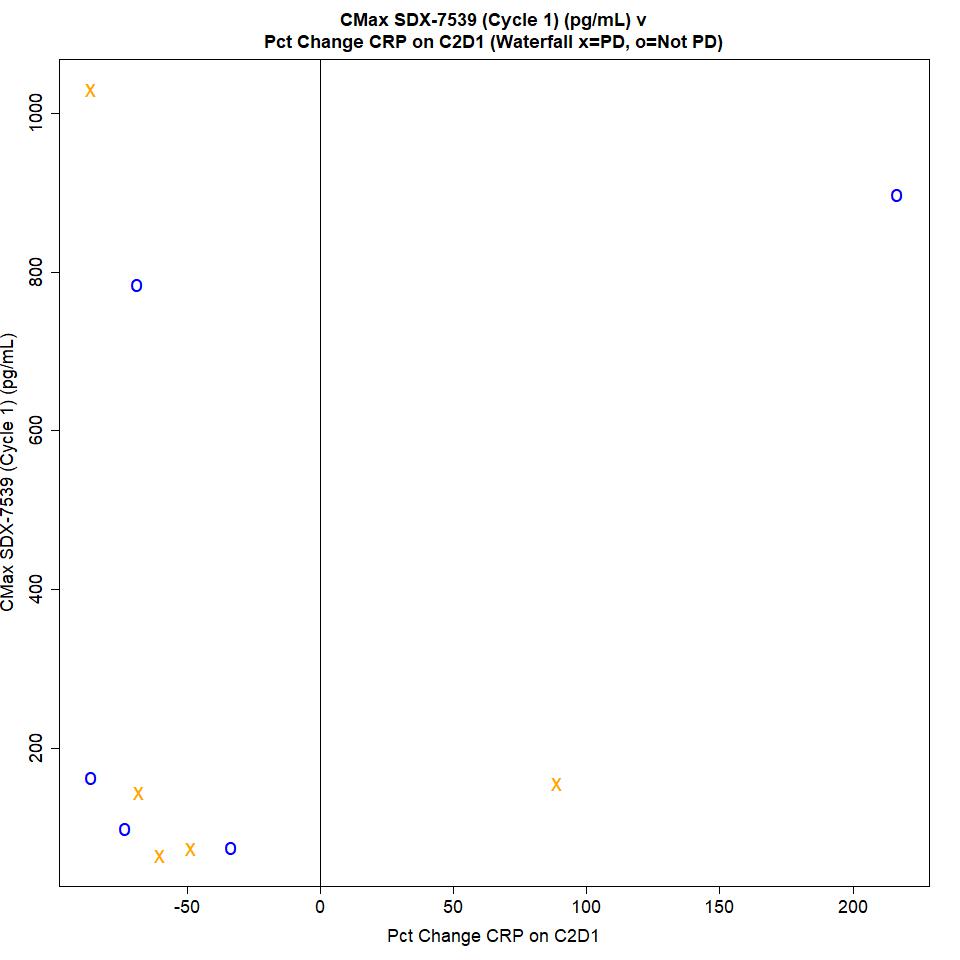 CMax SDX-7539 (Cycle 1) (pg/mL) v
Pct Change CRP on C2D1 (Waterfall x=PD, o=Not PD)
CMax SDX-7539 (Cycle 1) (pg/mL)
1000
800
600
400
200
X
O
O
O
X
X
O
X
X
O
-50
0
50
100
150
200
Pct Change CRP on C2D1